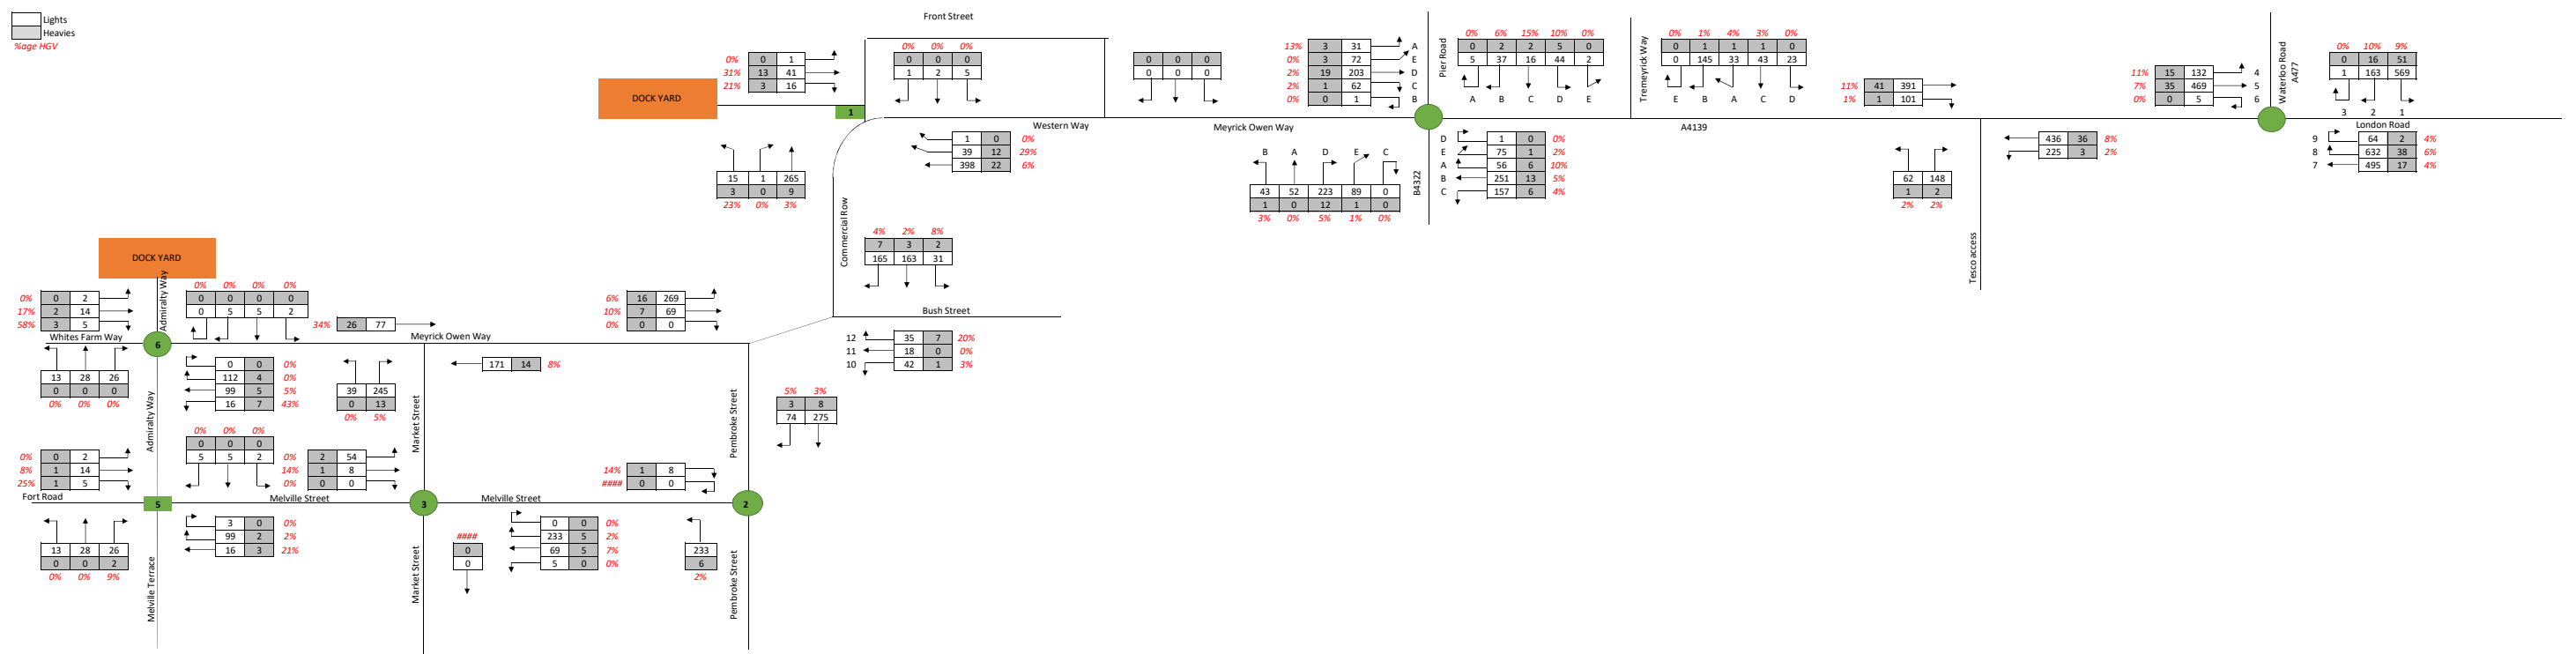 Lights
Heavies
%age HGV
Front Street
0% 0 1
31% 13 41
21% 3 16
DOCK YARD
1
0% 0% 0%
0 0 0
1 2 5
0 0 0
0 0 0
13% 3 31 A
0% 3 72 E
2% 19 203 D
2% 1 62 C
0% 0 1 B
Pier Road
0% 6% 15% 10% 0%
0 2 2 5 0
5 37 16 44 2
A B C D E
Tremeyrick Way
0% 1% 4% 3% 0%
0 1 1 1 0
0 145 33 43 23
E B A C D
11% 41 391
1% 1 101
11% 15 132 4
7% 35 469 5
0% 0 5 6
Waterloo Road
A477
0% 10% 9%
0 16 51
1 163 569
3 2 1
Western Way
Meyrick Owen Way
A4139
London Road
1 0 0%
39 12 29%
398 22 6%
15 1 265
3 0 9
23% 0% 3%
B A D E C
43 52 223 89 0
1 0 12 1 0
3% 0% 5% 1% 0%
B4322
D 1 0 0%
E 75 1 2%
A 56 6 10%
B 251 13 5%
C 157 6 4%
62 148
1 2
2% 2%
Tesco access
436 36 8%
225 3 2%
9 64 2 4%
8 632 38 6%
7 495 17 4%
Commercial Row
4% 2% 8%
7 3 2
165 163 31
DOCK YARD
Admiralty Way
0% 0 2
17% 2 14
58% 3 5
0% 0% 0% 0%
0 0 0 0
0 5 5 2
34% 26 77
6% 16 269
10% 7 69
0% 0 0
Bush Street
Whites Farm Way
6
Meyrick Owen Way
12 35 7 20%
11 18 0 0%
10 42 1 3%
13 28 26
0 0 0
0% 0% 0%
0 0 0%
112 4 0%
99 5 5%
16 7 43%
39 245
0 13
0% 5%
171 14 8%
5% 3%
3 8
74 275
Admiralty Way
Market Street
Pembroke Street
0% 0 2
8% 1 14
25% 1 5
0% 0% 0%
0 0 0
5 5 2
0% 2 54
14% 1 8
0% 0 0
14% 1 8
#### 0 0
Fort Road
5
Melville Street
3
Melville Street
2
13 28 26
0 0 2
0% 0% 9%
Melville Terrace
3 0 0%
99 2 2%
16 3 21%
Market Street
####
0
0
0 0 0%
233 5 2%
69 5 7%
5 0 0%
233
6
2%
Pembroke Street